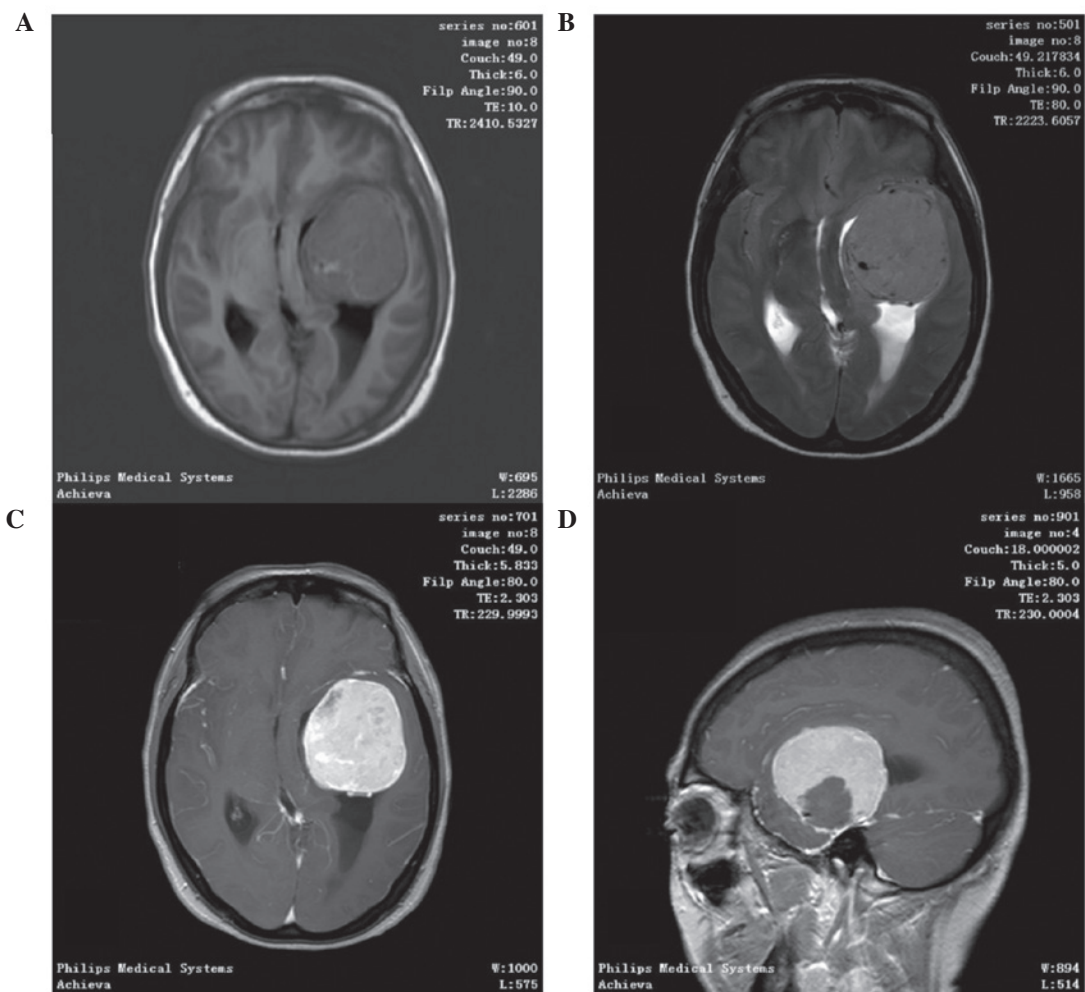 A
series no:601
image no:8
Couch:49.0
Thick:6.0
Filp Angle:90.0
TE:10.0
TR:2410.5327
Philips Medical Systems
Achieva
W:695
L:2286
B
series no:501
image no:8
Couch:49.217834
Thick:6.0
Filp Angle:90.0
TE:80.0
TR:2223.6057
Philips Medical Systems
Achieva
W:1665
L:958
C
series no:701
image no:8
Couch:49.0
Thick:5.833
Filp Angle:80.0
TE:2.303
TR:229.9993
Philips Medical Systems
Achieva
W:1000
L:575
D
series no:901
image no:4
Couch:18.000002
Thick:5.0
Filp Angle:80.0
TE:2.303
TR:230.0004
Philips Medical Systems
Achieva
W:894
L:514